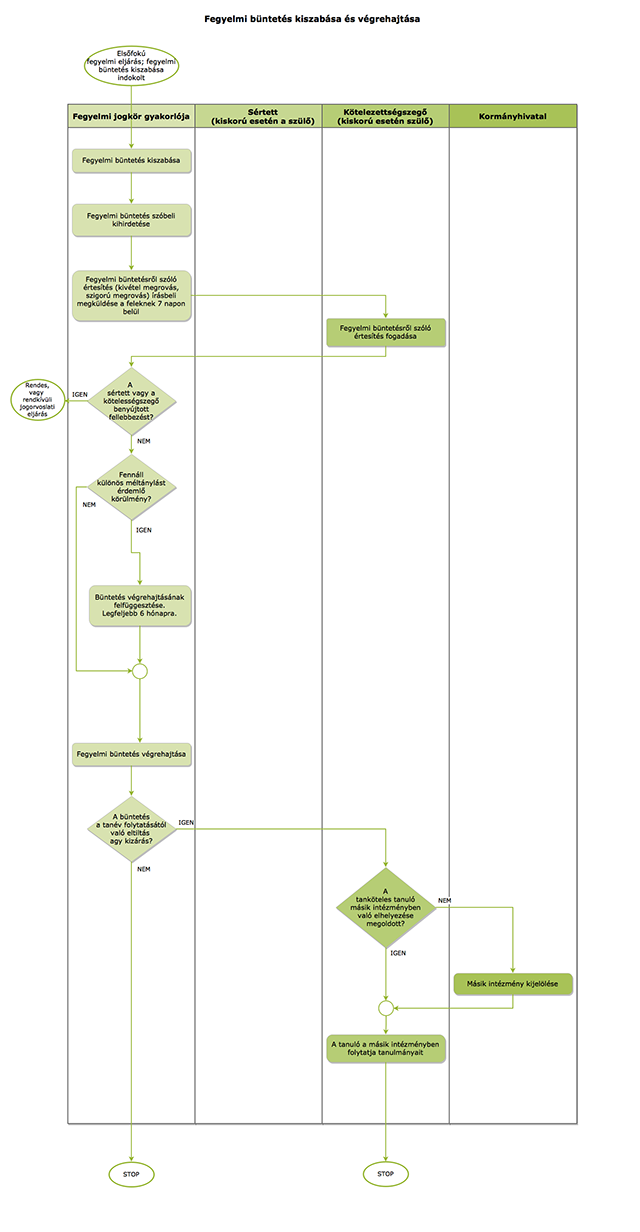 Fegyelmi büntetés kiszabása és végrehajtása
Elsőfokú
fegyelmi eljárás; fegyelmi
büntetés kiszabása
indokolt
Fegyelmi jogkör gyakorlója
Sértett
(kiskorú esetén a szülő)
Kötelezettségszegő
(kiskorú esetén szülő)
Kormányhivatal
Fegyelmi büntetés kiszabása
Fegyelmi büntetés szóbeli
kihirdetése
Fegyelmi büntetésről szóló
értesítés (kivétel megrovás,
szigorú megrovás) írásbeli
megküldése a feleknek 7 napon
belül
Fegyelmi büntetésről szóló
értesítés fogadása
A
sértett vagy a
kötelességszegő
benyújtott
fellebbezést?
IGEN
Rendes,
vagy
rendkívüli
jogorvoslati
eljárás
NEM
Fennáll
különös méltánylást
érdemlő
körülmény?
NEM
IGEN
Büntetés végrehajtásának
felfüggesztése.
Legfeljebb 6 hónapra.
Fegyelmi büntetés végrehajtása
A büntetés
a tanév folytatásától
való eltiltás
agy kizárás?
IGEN
NEM
A
tanköteles tanuló
másik intézményben
való elhelyezése
megoldott?
NEM
IGEN
Másik intézmény kijelölése
A tanuló a másik intézményben
folytatja tanulmányait
STOP
STOP